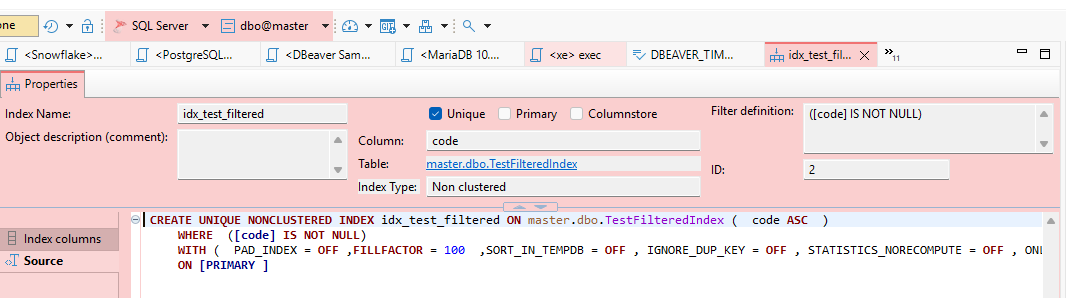 one
SQL Server
dbo@master
<Snowflake>...
<PostgreSQL...
<DBeaver Sam...
<MariaDB 10....
<xe> exec
DBEAVER_TIM...
idx_test_fil...
»11
Properties
Index Name:
idx_test_filtered
Unique
Primary
Columnstore
Filter definition:
([code] IS NOT NULL)
Object description (comment):
Column:
code
Table:
master.dbo.TestFilteredIndex
ID:
2
Index Type:
Non clustered
Index columns
Source
CREATE UNIQUE NONCLUSTERED INDEX idx_test_filtered ON master.dbo.TestFilteredIndex (  code ASC  )
WHERE  ([code] IS NOT NULL)
WITH (  PAD_INDEX = OFF ,FILLFACTOR = 100  ,SORT_IN_TEMPDB = OFF , IGNORE_DUP_KEY = OFF , STATISTICS_NORECOMPUTE = OFF , ONL
ON [PRIMARY ]